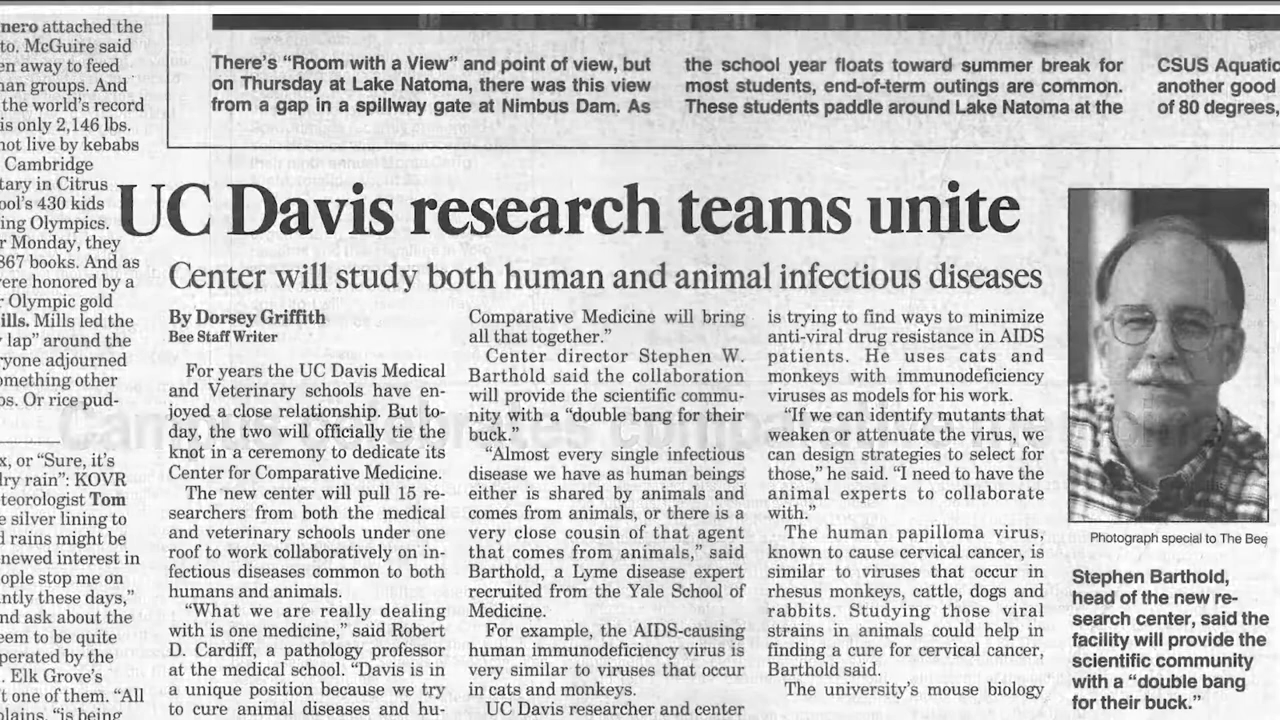 nero attached the
to. McGuire said
en away to feed
an groups. And
the world's record
is only 2,146 lbs.
not live by kebabs
Cambridge
tary in Citrus
ool's 430 kids
ing Olympics.
r Monday, they
867 books. And as
vere honored by a
r Olympic gold
ills. Mills led the
lap" around the
ryone adjourned
omething other
os. Or rice pud-
x, or "Sure, it's
dry rain": KOVR
teorologist Tom
e silver lining to
d rains might be
newed interest in
ople stop me on
antly these days,"
nd ask about the
eem to be quite
perated by the
. Elk Grove's
t one of them. "All
plains, "is being
There's "Room with a View" and point of view, but
on Thursday at Lake Natoma, there was this view
from a gap in a spillway gate at Nimbus Dam. As
the school year floats toward summer break for
most students, end-of-term outings are common.
These students paddle around Lake Natoma at the
CSUS Aquatic
another good
of 80 degrees,
UC Davis research teams unite
Center will study both human and animal infectious diseases
By Dorsey Griffith
Bee Staff Writer
For years the UC Davis Medical
and Veterinary schools have en-
joyed a close relationship. But to-
day, the two will officially tie the
knot in a ceremony to dedicate its
Center for Comparative Medicine.
The new center will pull 15 re-
searchers from both the medical
and veterinary schools under one
roof to work collaboratively on in-
fectious diseases common to both
humans and animals.
"What we are really dealing
with is one medicine," said Robert
D. Cardiff, a pathology professor
at the medical school. "Davis is in
a unique position because we try
to cure animal diseases and hu-
Comparative Medicine will bring
all that together."
Center director Stephen W.
Barthold said the collaboration
will provide the scientific commu-
nity with a "double bang for their
buck."
"Almost every single infectious
disease we have as human beings
either is shared by animals and
comes from animals, or there is a
very close cousin of that agent
that comes from animals," said
Barthold, a Lyme disease expert
recruited from the Yale School of
Medicine.
For example, the AIDS-causing
human immunodeficiency virus is
very similar to viruses that occur
in cats and monkeys.
UC Davis researcher and center
is trying to find ways to minimize
anti-viral drug resistance in AIDS
patients. He uses cats and
monkeys with immunodeficiency
viruses as models for his work.
"If we can identify mutants that
weaken or attenuate the virus, we
can design strategies to select for
those," he said. "I need to have the
animal experts to collaborate
with."
The human papilloma virus,
known to cause cervical cancer, is
similar to viruses that occur in
rhesus monkeys, cattle, dogs and
rabbits. Studying those viral
strains in animals could help in
finding a cure for cervical cancer,
Barthold said.
The university's mouse biology
Photograph special to The Bee
Stephen Barthold,
head of the new re-
search center, said the
facility will provide the
scientific community
with a "double bang
for their buck."